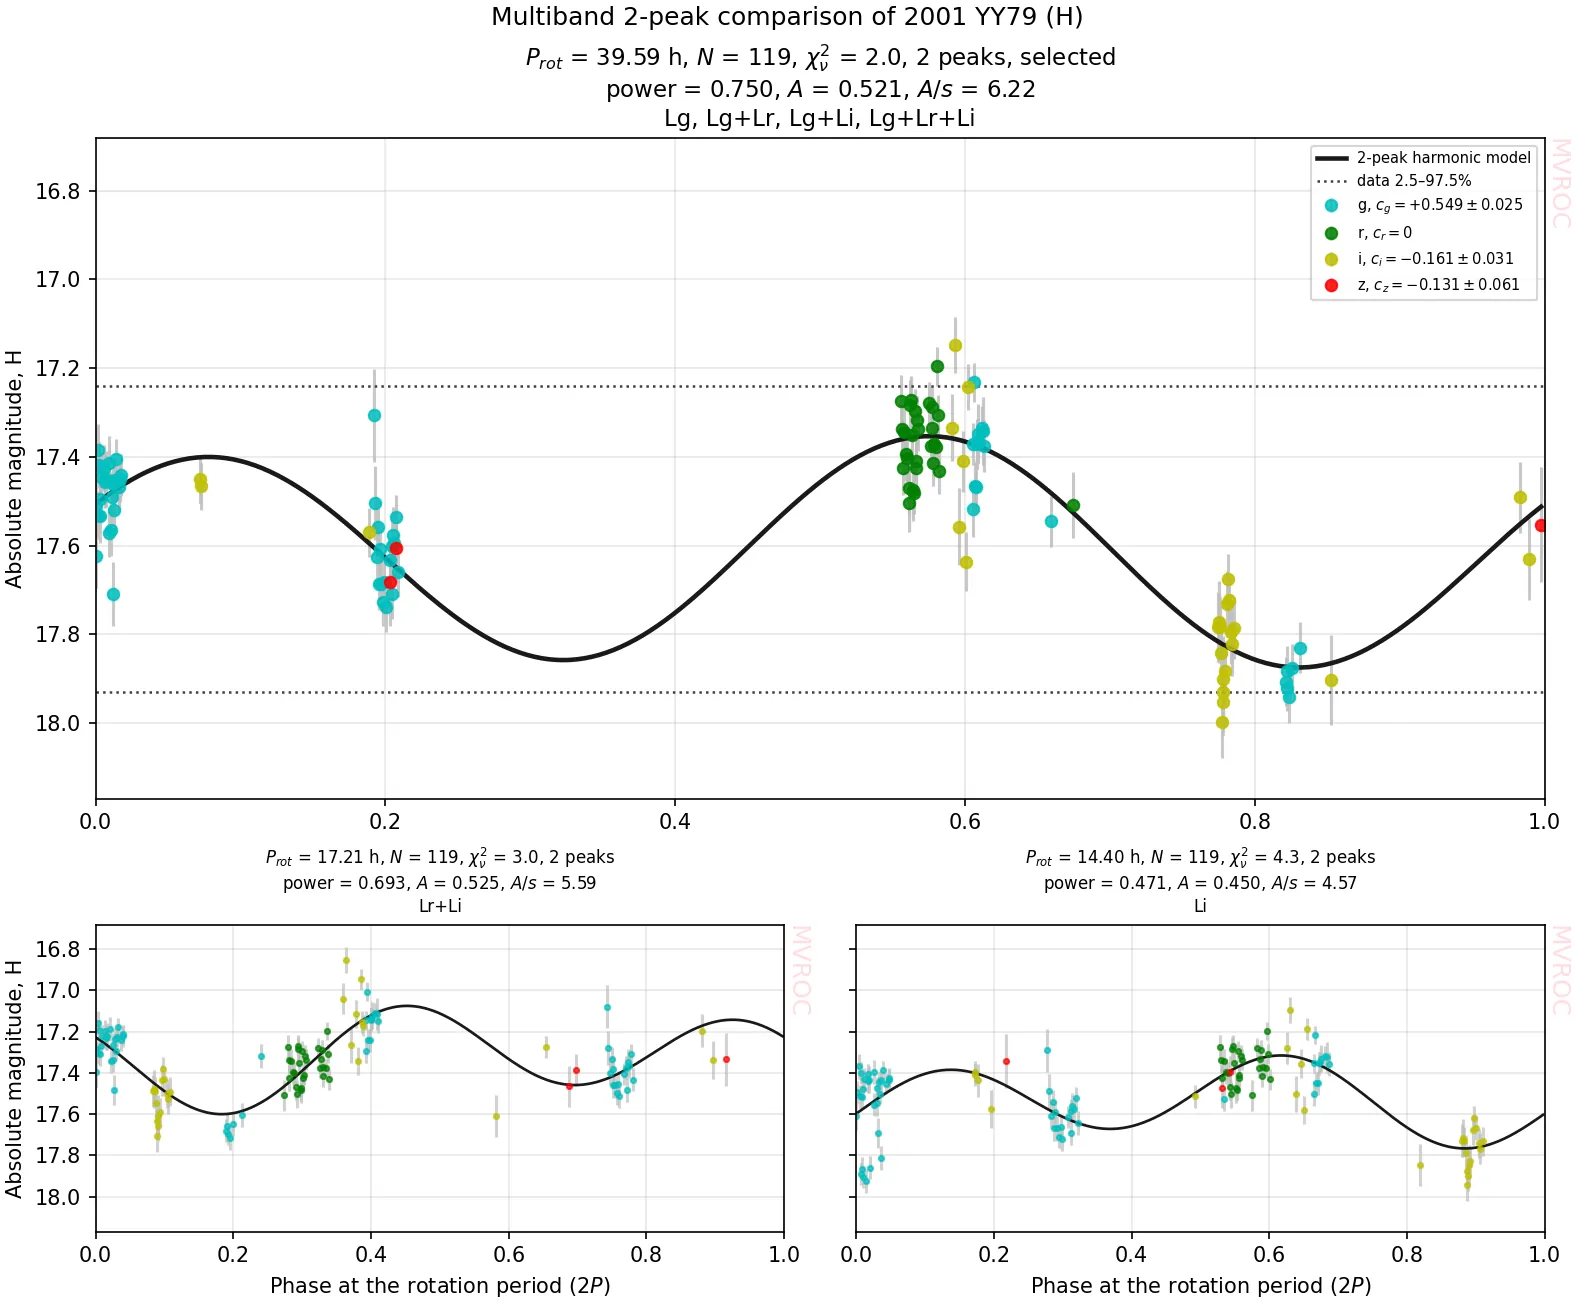 Multiband 2-peak comparison of 2001 YY79 (H)
P_rot = 39.59 h, N = 119, χ²_ν = 2.0, 2 peaks, selected
power = 0.750, A = 0.521, A/s = 6.22
Lg, Lg+Lr, Lg+Li, Lg+Lr+Li
2-peak harmonic model
data 2.5–97.5%
g, c_g = +0.549 ± 0.025
r, c_r = 0
i, c_i = −0.161 ± 0.031
z, c_z = −0.131 ± 0.061
MVROC
Absolute magnitude, H
16.8
17.0
17.2
17.4
17.6
17.8
18.0
0.0 0.2 0.4 0.6 0.8 1.0
P_rot = 17.21 h, N = 119, χ²_ν = 3.0, 2 peaks
power = 0.693, A = 0.525, A/s = 5.59
Lr+Li
MVROC
Absolute magnitude, H
16.8
17.0
17.2
17.4
17.6
17.8
18.0
0.0 0.2 0.4 0.6 0.8 1.0
Phase at the rotation period (2P)
P_rot = 14.40 h, N = 119, χ²_ν = 4.3, 2 peaks
power = 0.471, A = 0.450, A/s = 4.57
Li
MVROC
0.0 0.2 0.4 0.6 0.8 1.0
Phase at the rotation period (2P)